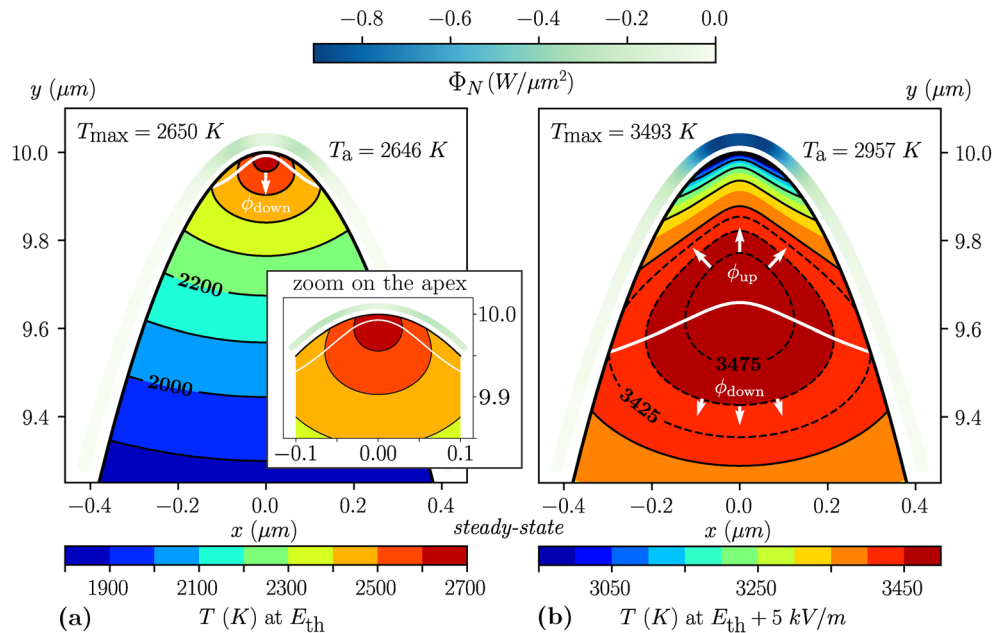 −0.8 −0.6 −0.4 −0.2 0.0
Φ_N (W/μm²)
y (μm)
y (μm)
T_max = 2650 K
T_a = 2646 K
T_max = 3493 K
T_a = 2957 K
10.0
9.8
9.6
9.4
ϕ_down
2200
2000
zoom on the apex
10.0
9.9
−0.1 0.00 0.1
ϕ_up
3475
ϕ_down
3425
10.0
9.8
9.6
9.4
−0.4 −0.2 0.0 0.2 0.4
x (μm)
steady-state
−0.4 −0.2 0.0 0.2 0.4
x (μm)
1900 2100 2300 2500 2700
(a) T (K) at E_th
3050 3250 3450
(b) T (K) at E_th + 5 kV/m